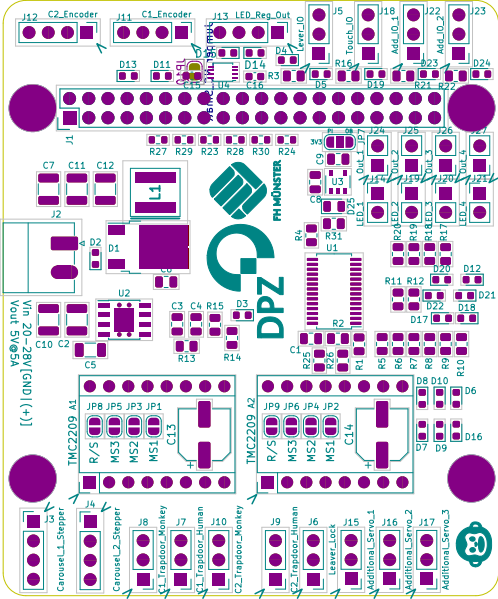 C2_Encoder
J11
C1_Encoder
J13
LED_Reg_Out
J5
J18
J22
J23
J12
Lever_IO
Touch_IO
Add_IO_1
Add_IO_2
D4
D13
D11
D14
C15
U4
R3
D5
R16
D19
D23
R21
R22
D24
J1
R27
R29
R23
R28
R30
R24
JP7
3V3
C9
U3
C8
D25
R31
J24
J25
J26
J27
Out_1
Out_2
Out_3
Out_4
J14
J19
J20
J21
LED_1
LED_2
LED_3
LED_4
C7
C11
C12
L1
FH MÜNSTER
DPZ
J2
D2
D1
R4
U1
R20
R19
R18
R17
D20
D12
R11
R12
D21
D15
D22
D18
D17
Vin 20-28V[GND|(+)]
Vout 5V@5A
C10
C2
U2
C5
C3
C4
R15
D3
R13
R14
C1
R2
R25
R26
R1
R5
R6
R7
R8
R9
R10
TMC2209 A1
JP8
JP5
JP3
JP1
R/S
MS3
MS2
MS1
C13
+
TMC2209 A2
JP9
JP6
JP4
JP2
R/S
MS3
MS2
MS1
C14
+
D8
D10
D6
D7
D9
D16
J3
Carousel_1_Stepper
J4
Carousel_2_Stepper
J8
C1_Trapdoor_Monkey
J7
C1_Trapdoor_Human
J10
C2_Trapdoor_Monkey
J9
C2_Trapdoor_Human
J6
Leaver_Lock
J15
Additional_Servo_1
J16
Additional_Servo_2
J17
Additional_Servo_3